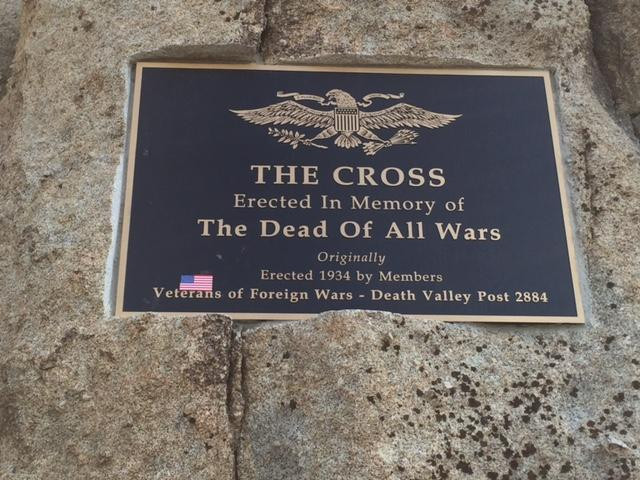 THE CROSS
Erected In Memory of
The Dead Of All Wars
Originally
Erected 1934 by Members
Veterans of Foreign Wars - Death Valley Post 2884